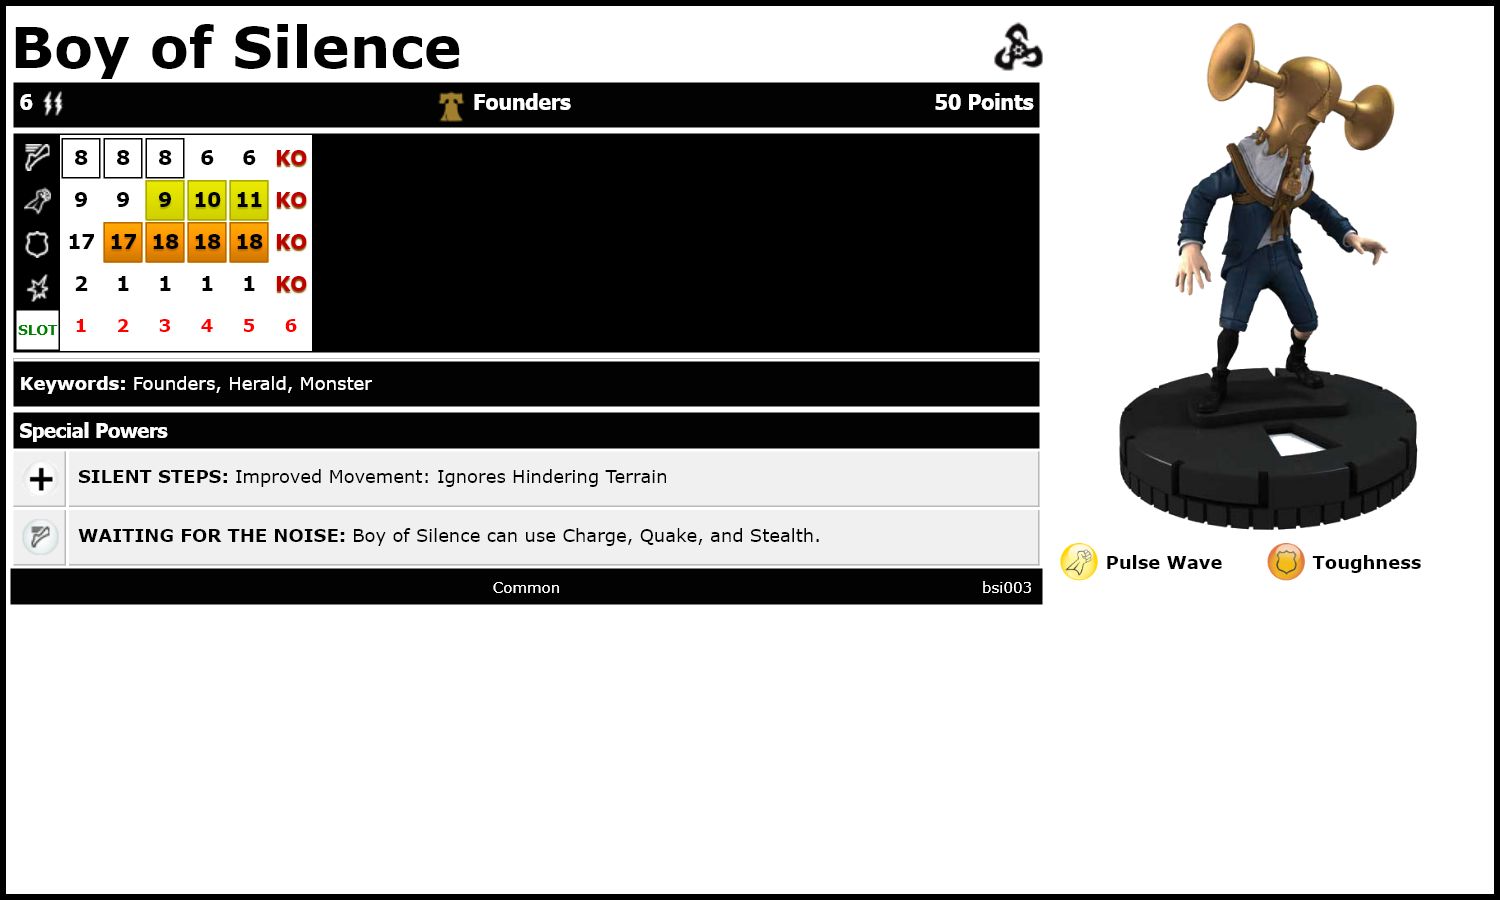 Boy of Silence
6 Founders 50 Points
8 8 8 6 6 KO
9 9 9 10 11 KO
17 17 18 18 18 KO
2 1 1 1 1 KO
SLOT 1 2 3 4 5 6
Keywords: Founders, Herald, Monster
Special Powers
+ SILENT STEPS: Improved Movement: Ignores Hindering Terrain
WAITING FOR THE NOISE: Boy of Silence can use Charge, Quake, and Stealth.
Common bsi003
Pulse Wave Toughness